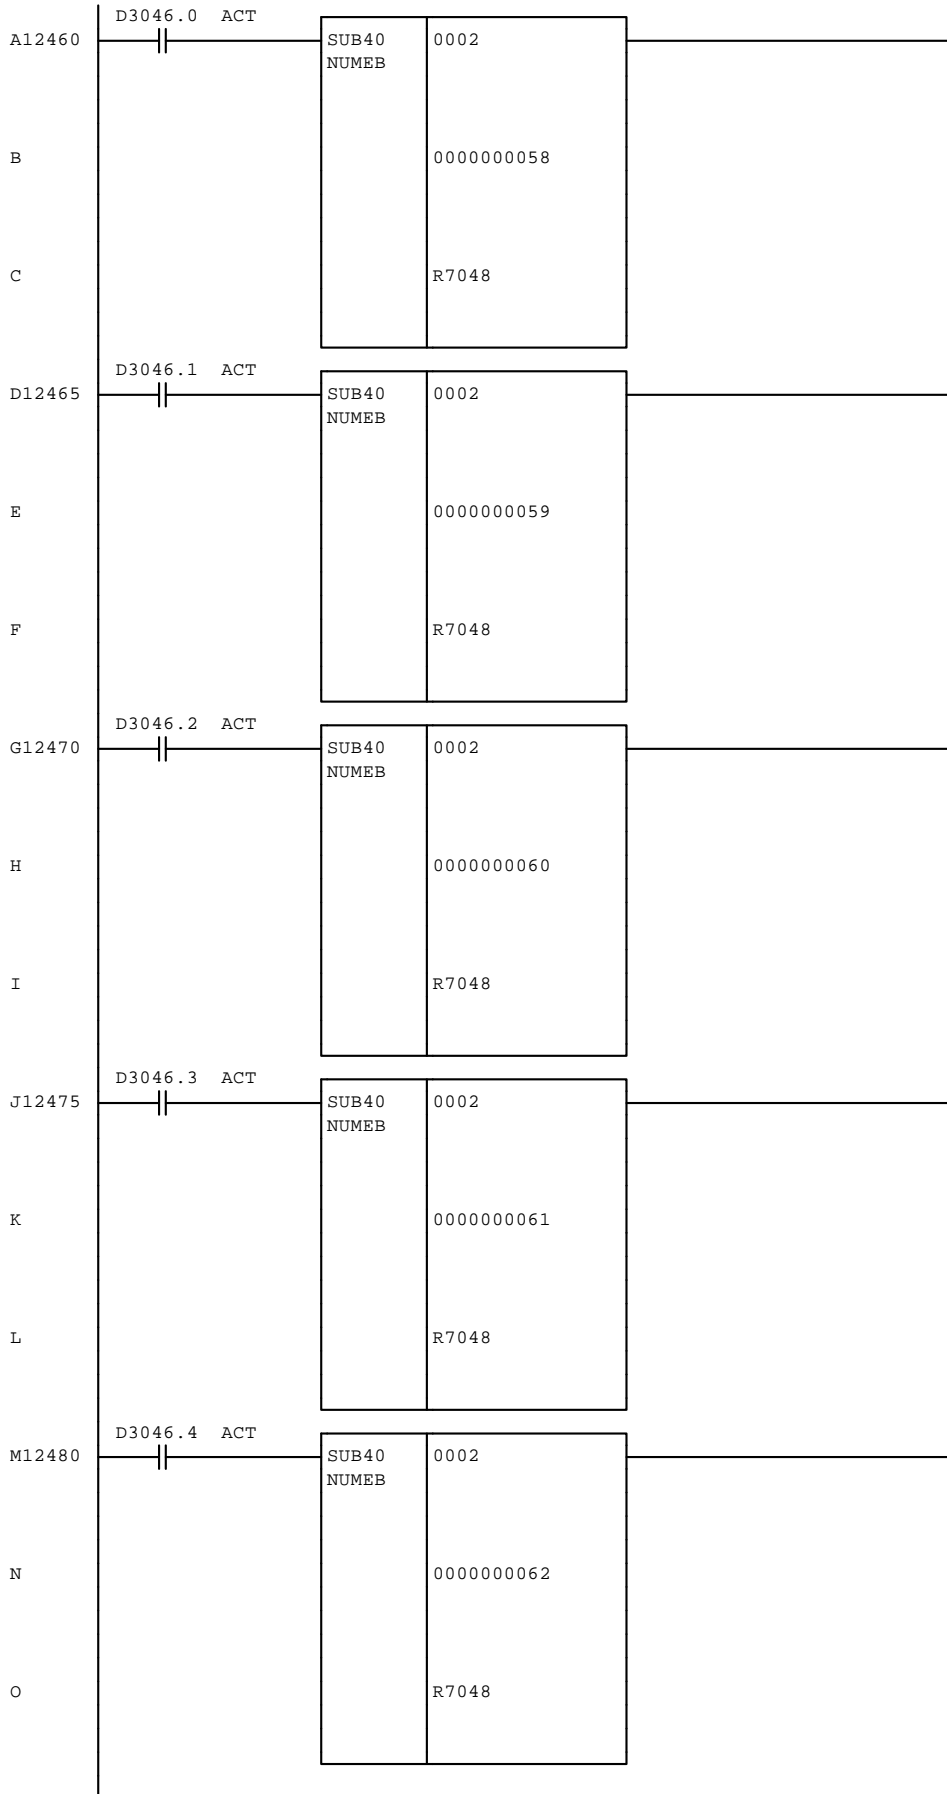 D3046.0 ACT
A12460 SUB40 0002
NUMEB
B 0000000058
C R7048
D3046.1 ACT
D12465 SUB40 0002
NUMEB
E 0000000059
F R7048
D3046.2 ACT
G12470 SUB40 0002
NUMEB
H 0000000060
I R7048
D3046.3 ACT
J12475 SUB40 0002
NUMEB
K 0000000061
L R7048
D3046.4 ACT
M12480 SUB40 0002
NUMEB
N 0000000062
O R7048